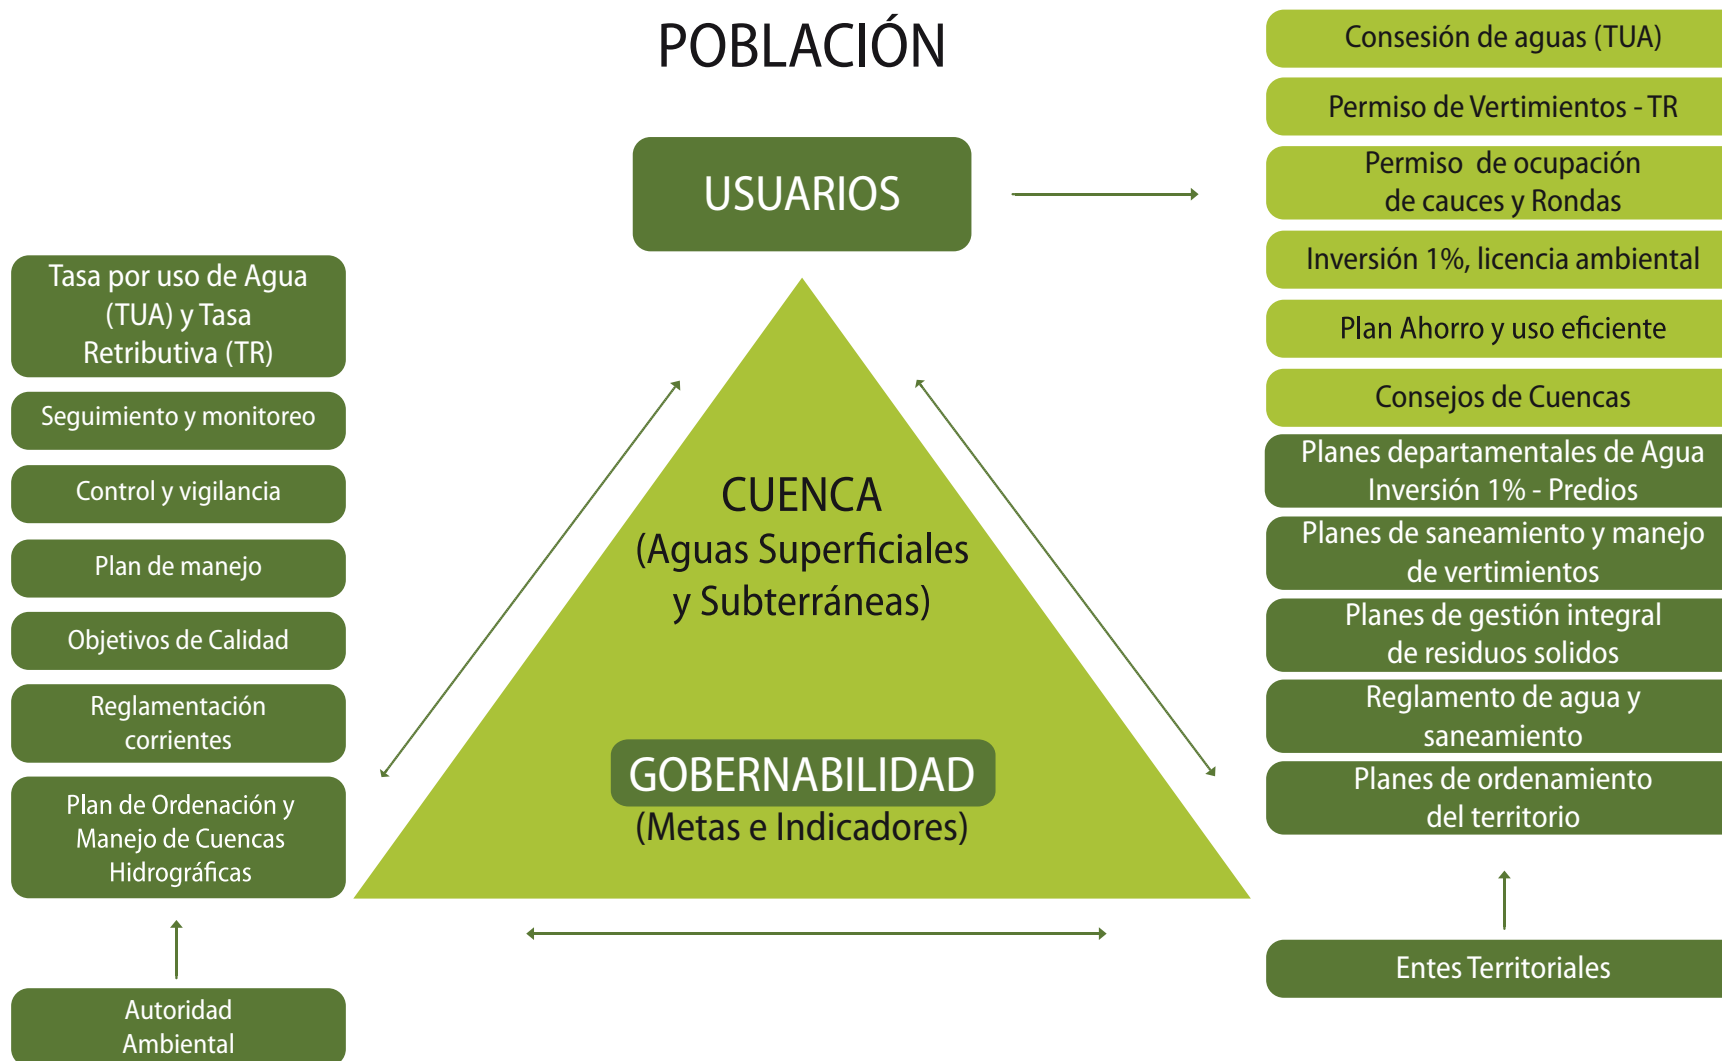 POBLACIÓN
USUARIOS
Tasa por uso de Agua
(TUA) y Tasa
Retributiva (TR)
Seguimiento y monitoreo
Control y vigilancia
Plan de manejo
Objetivos de Calidad
Reglamentación
corrientes
Plan de Ordenación y
Manejo de Cuencas
Hidrográficas
Autoridad
Ambiental
CUENCA
(Aguas Superficiales
y Subterráneas)
GOBERNABILIDAD
(Metas e Indicadores)
Consesión de aguas (TUA)
Permiso de Vertimientos - TR
Permiso de ocupación
de cauces y Rondas
Inversión 1%, licencia ambiental
Plan Ahorro y uso eficiente
Consejos de Cuencas
Planes departamentales de Agua
Inversión 1% - Predios
Planes de saneamiento y manejo
de vertimientos
Planes de gestión integral
de residuos solidos
Reglamento de agua y
saneamiento
Planes de ordenamiento
del territorio
Entes Territoriales